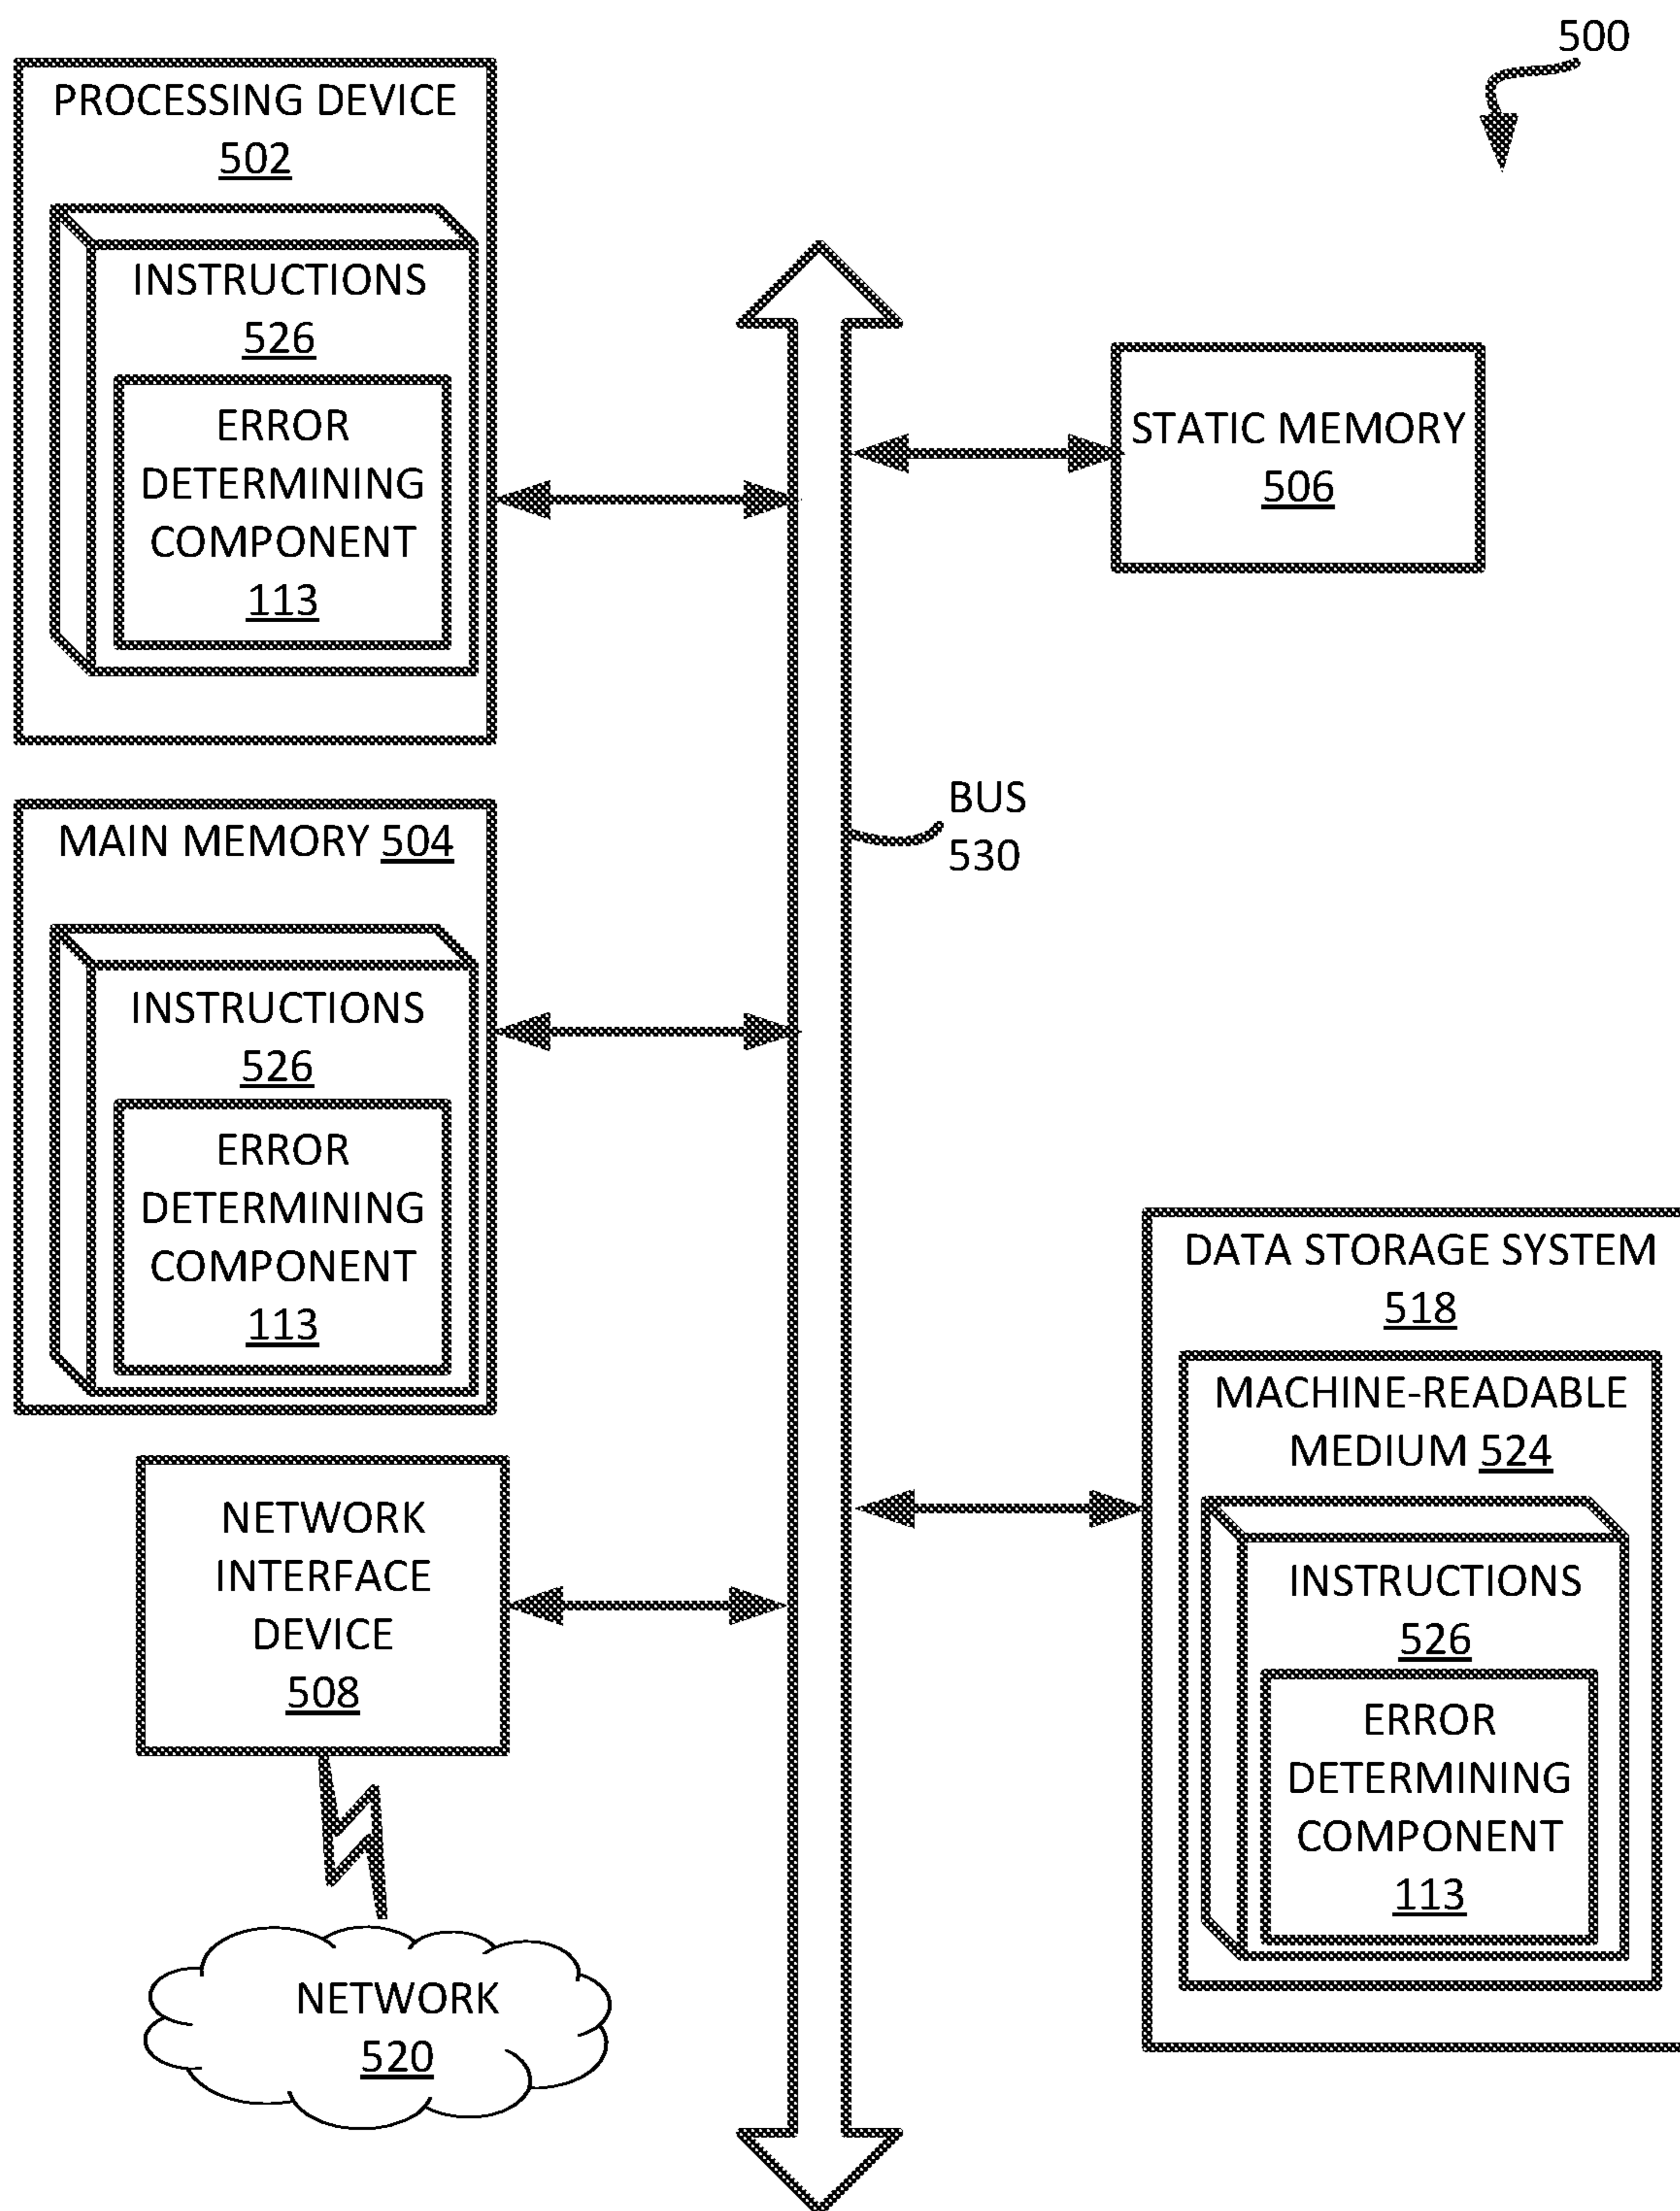 500
PROCESSING DEVICE
502
INSTRUCTIONS
526
ERROR
DETERMINING
COMPONENT
113
STATIC MEMORY
506
BUS
530
MAIN MEMORY 504
INSTRUCTIONS
526
ERROR
DETERMINING
COMPONENT
113
DATA STORAGE SYSTEM
518
MACHINE-READABLE
MEDIUM 524
INSTRUCTIONS
526
ERROR
DETERMINING
COMPONENT
113
NETWORK
INTERFACE
DEVICE
508
NETWORK
520